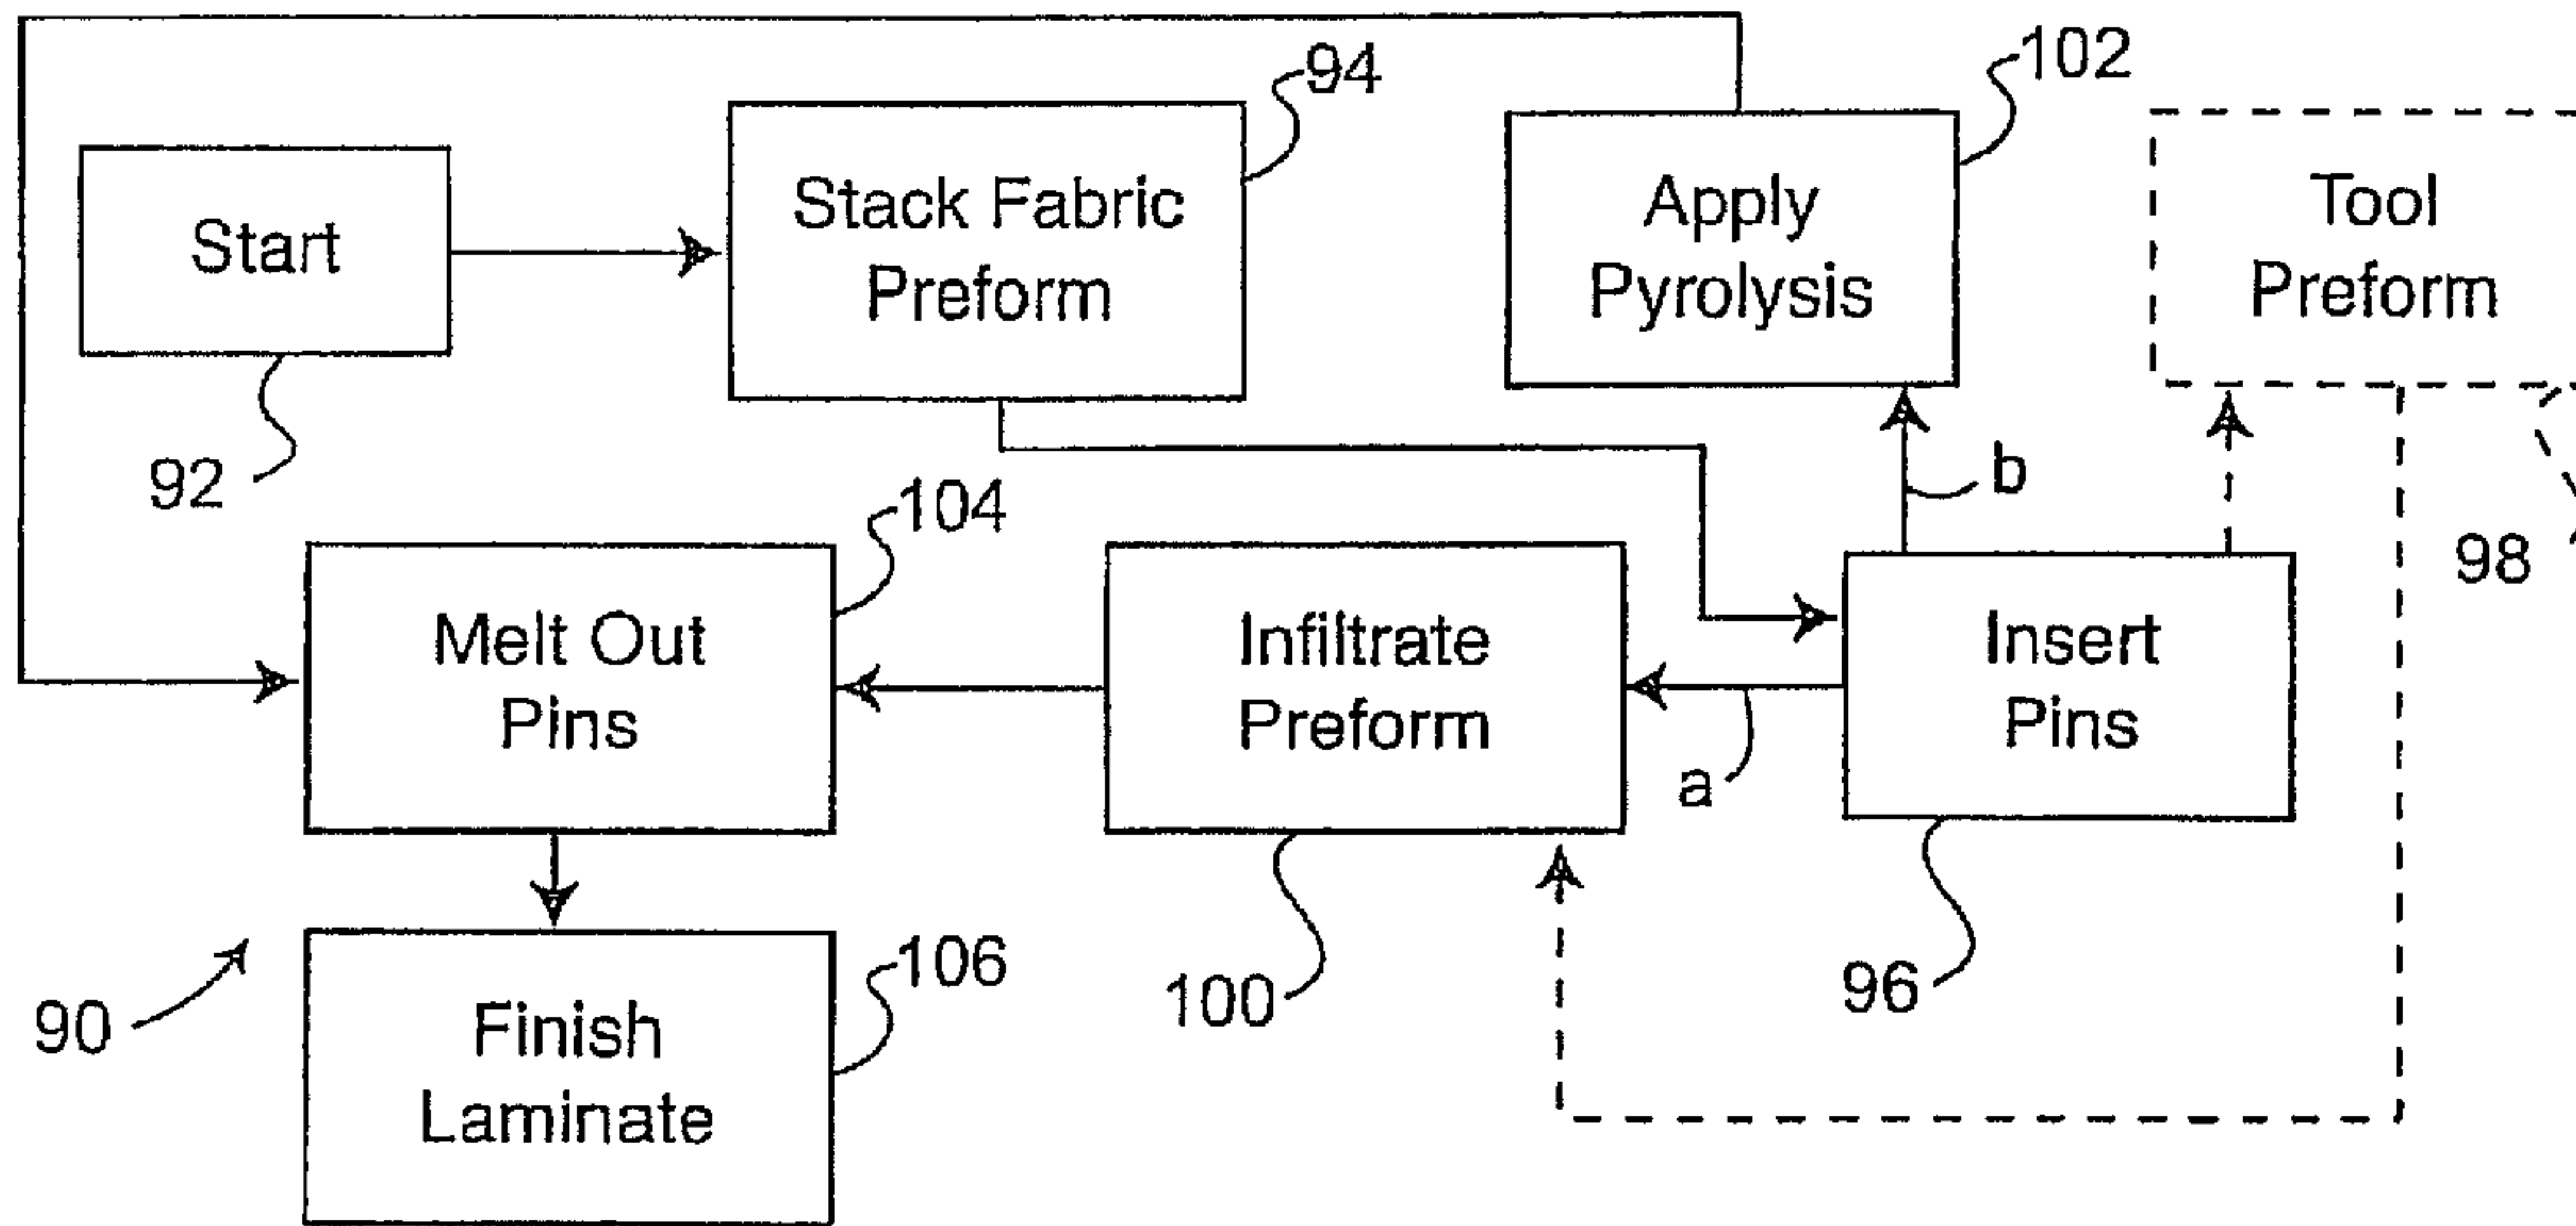 94
102
Start
Stack Fabric
Preform
Apply
Pyrolysis
Tool
Preform
92
104
b
98
Melt Out
Pins
Infiltrate
Preform
Insert
Pins
a
90
106
100
96
Finish
Laminate